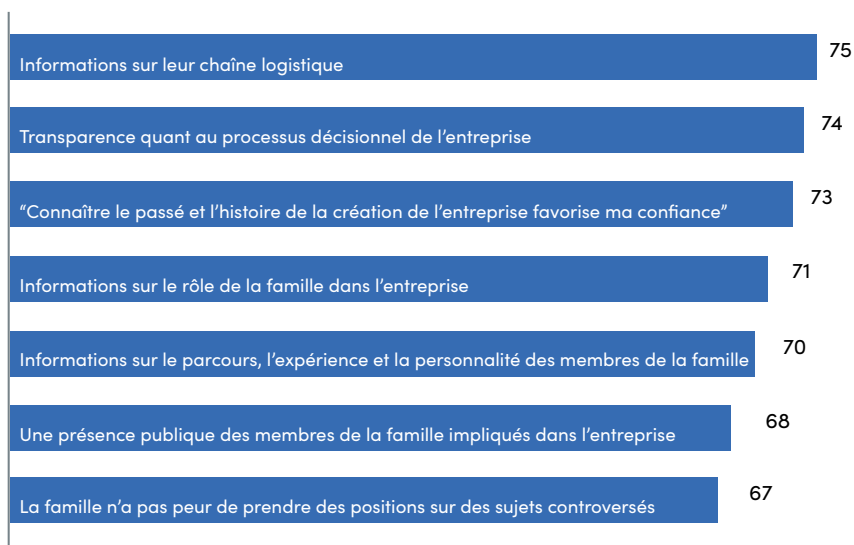 Informations sur leur chaîne logistique 75
Transparence quant au processus décisionnel de l’entreprise 74
“Connaître le passé et l’histoire de la création de l’entreprise favorise ma confiance” 73
Informations sur le rôle de la famille dans l’entreprise 71
Informations sur le parcours, l’expérience et la personnalité des membres de la famille 70
Une présence publique des membres de la famille impliqués dans l’entreprise 68
La famille n’a pas peur de prendre des positions sur des sujets controversés 67